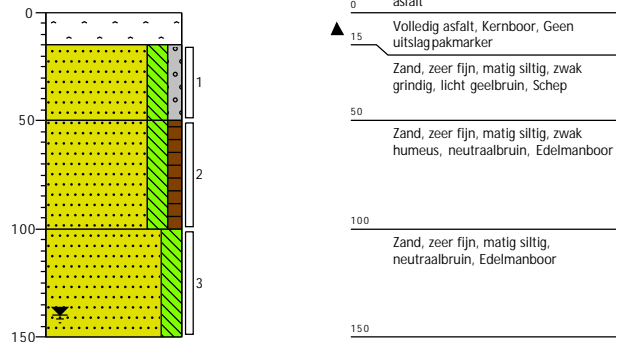 0
50
100
150
1
2
3
0
asfalt
Volledig asfalt, Kernboor, Geen
uitslag pakmarker
15
Zand, zeer fijn, matig siltig, zwak
grindig, licht geelbruin, Schep
50
Zand, zeer fijn, matig siltig, zwak
humeus, neutraalbruin, Edelmanboor
100
Zand, zeer fijn, matig siltig,
neutraalbruin, Edelmanboor
150